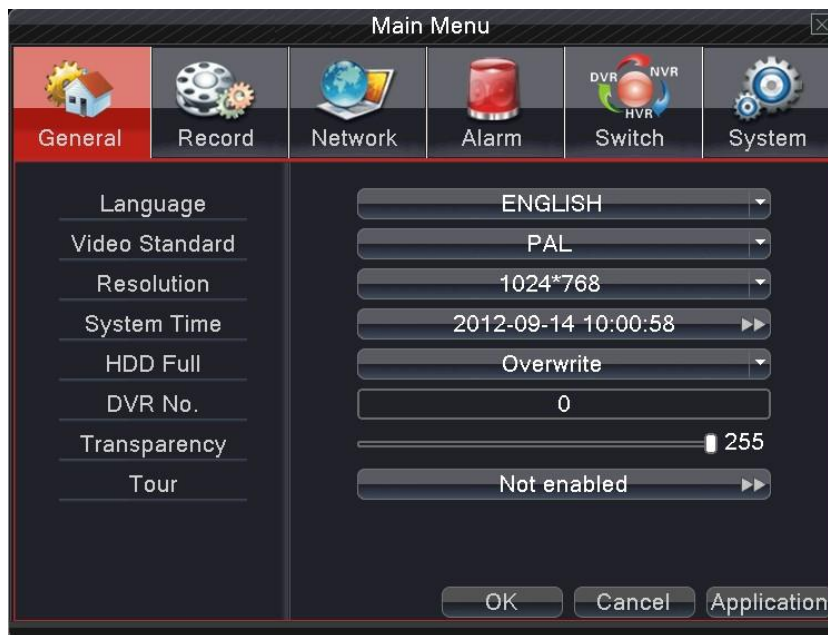 Main Menu
DVR NVR
HVR
General Record Network Alarm Switch System
Language ENGLISH
Video Standard PAL
Resolution 1024*768
System Time 2012-09-14 10:00:58
HDD Full Overwrite
DVR No. 0
Transparency 255
Tour Not enabled
OK Cancel Application